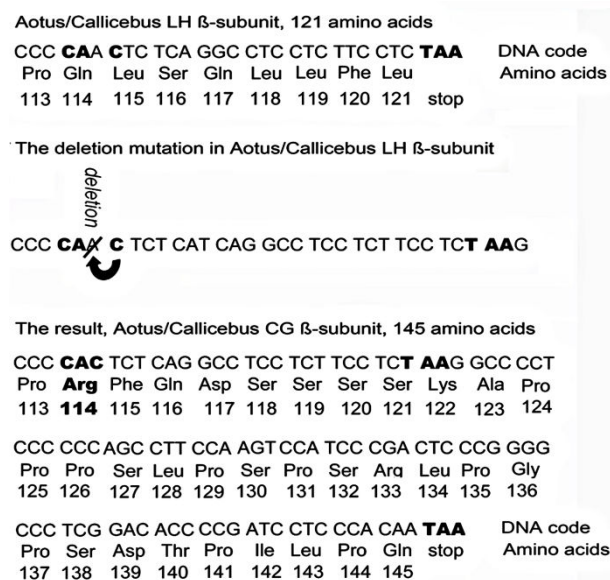 Aotus/Callicebus LH ß-subunit, 121 amino acids
CCC CAA CTC TCA GGC CTC CTC TTC CTC TAA DNA code
Pro Gln Leu Ser Gln Leu Leu Phe Leu Amino acids
113 114 115 116 117 118 119 120 121 stop
The deletion mutation in Aotus/Callicebus LH ß-subunit
deletion
CCC CAA C TCT CAT CAG GCC TCC TCT TCC TCT AAG
The result, Aotus/Callicebus CG ß-subunit, 145 amino acids
CCC CAC TCT CAG GCC TCC TCT TCC TCT AAG GCC CCT
Pro Arg Phe Gln Asp Ser Ser Ser Ser Lys Ala Pro
113 114 115 116 117 118 119 120 121 122 123 124
CCC CCC AGC CTT CCA AGT CCA TCC CGA CTC CCG GGG
Pro Pro Ser Leu Pro Ser Pro Ser Arg Leu Pro Gly
125 126 127 128 129 130 131 132 133 134 135 136
CCC TCG GAC ACC CCG ATC CTC CCA CAA TAA DNA code
Pro Ser Asp Thr Pro Ile Leu Pro Gln stop Amino acids
137 138 139 140 141 142 143 144 145